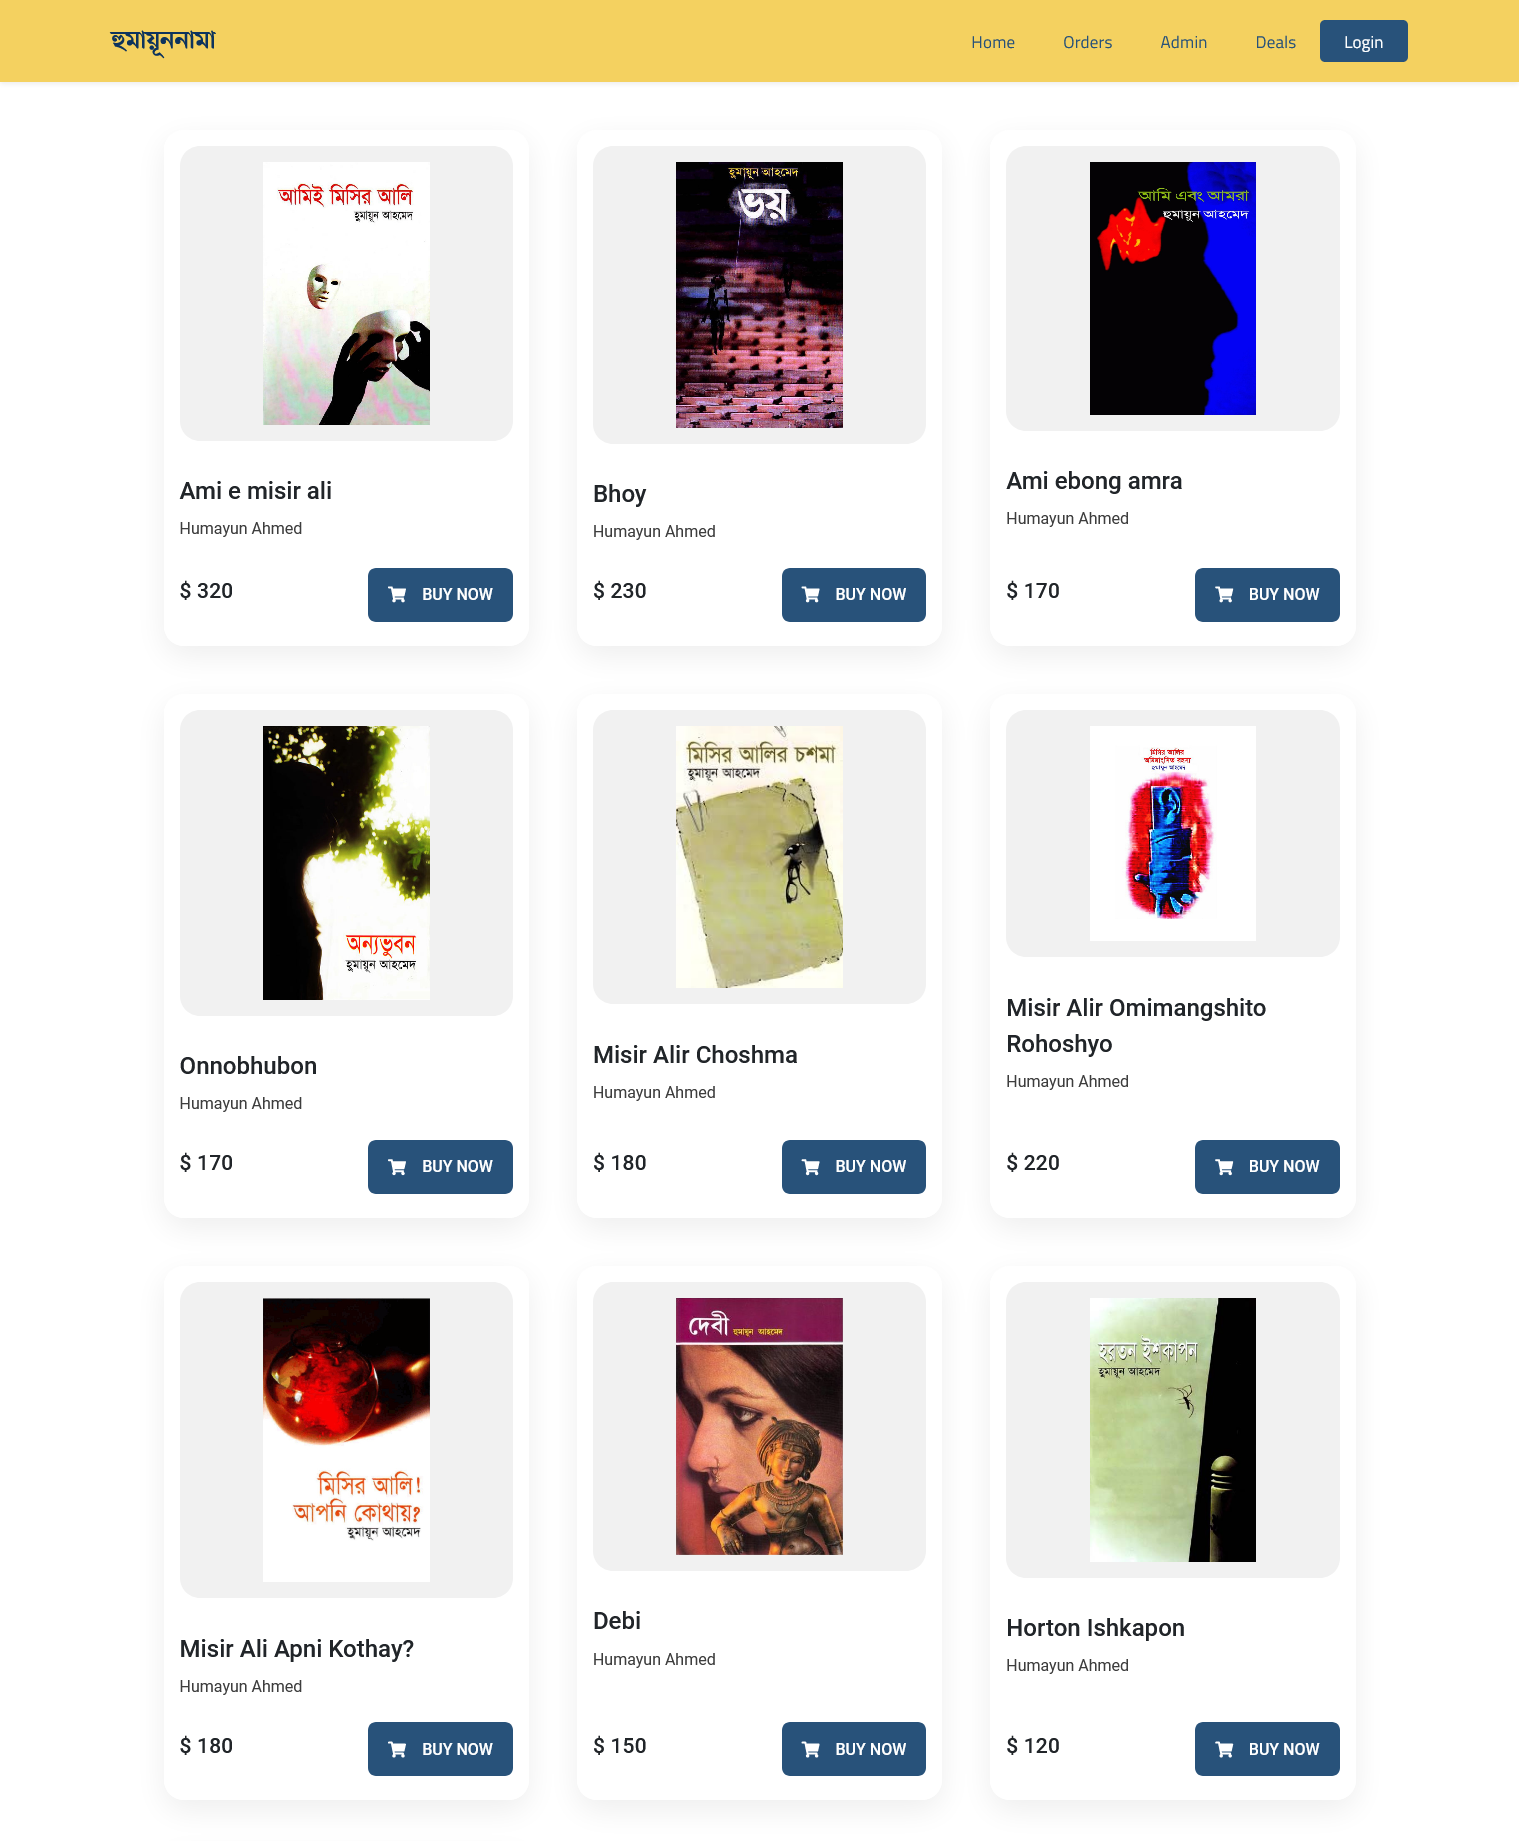 হুমায়ূননামা
Home
Orders
Admin
Deals
Login
আমিই মিসির আলি
হুমায়ূন আহমেদ
Ami e misir ali
Humayun Ahmed
$ 320
BUY NOW
হুমায়ূন আহমেদ
ভয়
Bhoy
Humayun Ahmed
$ 230
BUY NOW
আমি এবং আমরা
হুমায়ূন আহমেদ
Ami ebong amra
Humayun Ahmed
$ 170
BUY NOW
অন্যভুবন
হুমায়ূন আহমেদ
Onnobhubon
Humayun Ahmed
$ 170
BUY NOW
মিসির আলির চশমা
হুমায়ূন আহমেদ
Misir Alir Choshma
Humayun Ahmed
$ 180
BUY NOW
মিসির আলির
অমিমাংসিত রহস্য
হুমায়ূন আহমেদ
Misir Alir Omimangshito
Rohoshyo
Humayun Ahmed
$ 220
BUY NOW
মিসির আলি!
আপনি কোথায়?
হুমায়ূন আহমেদ
Misir Ali Apni Kothay?
Humayun Ahmed
$ 180
BUY NOW
দেবী হুমায়ূন আহমেদ
Debi
Humayun Ahmed
$ 150
BUY NOW
হরতন ইশকাপন
হুমায়ূন আহমেদ
Horton Ishkapon
Humayun Ahmed
$ 120
BUY NOW